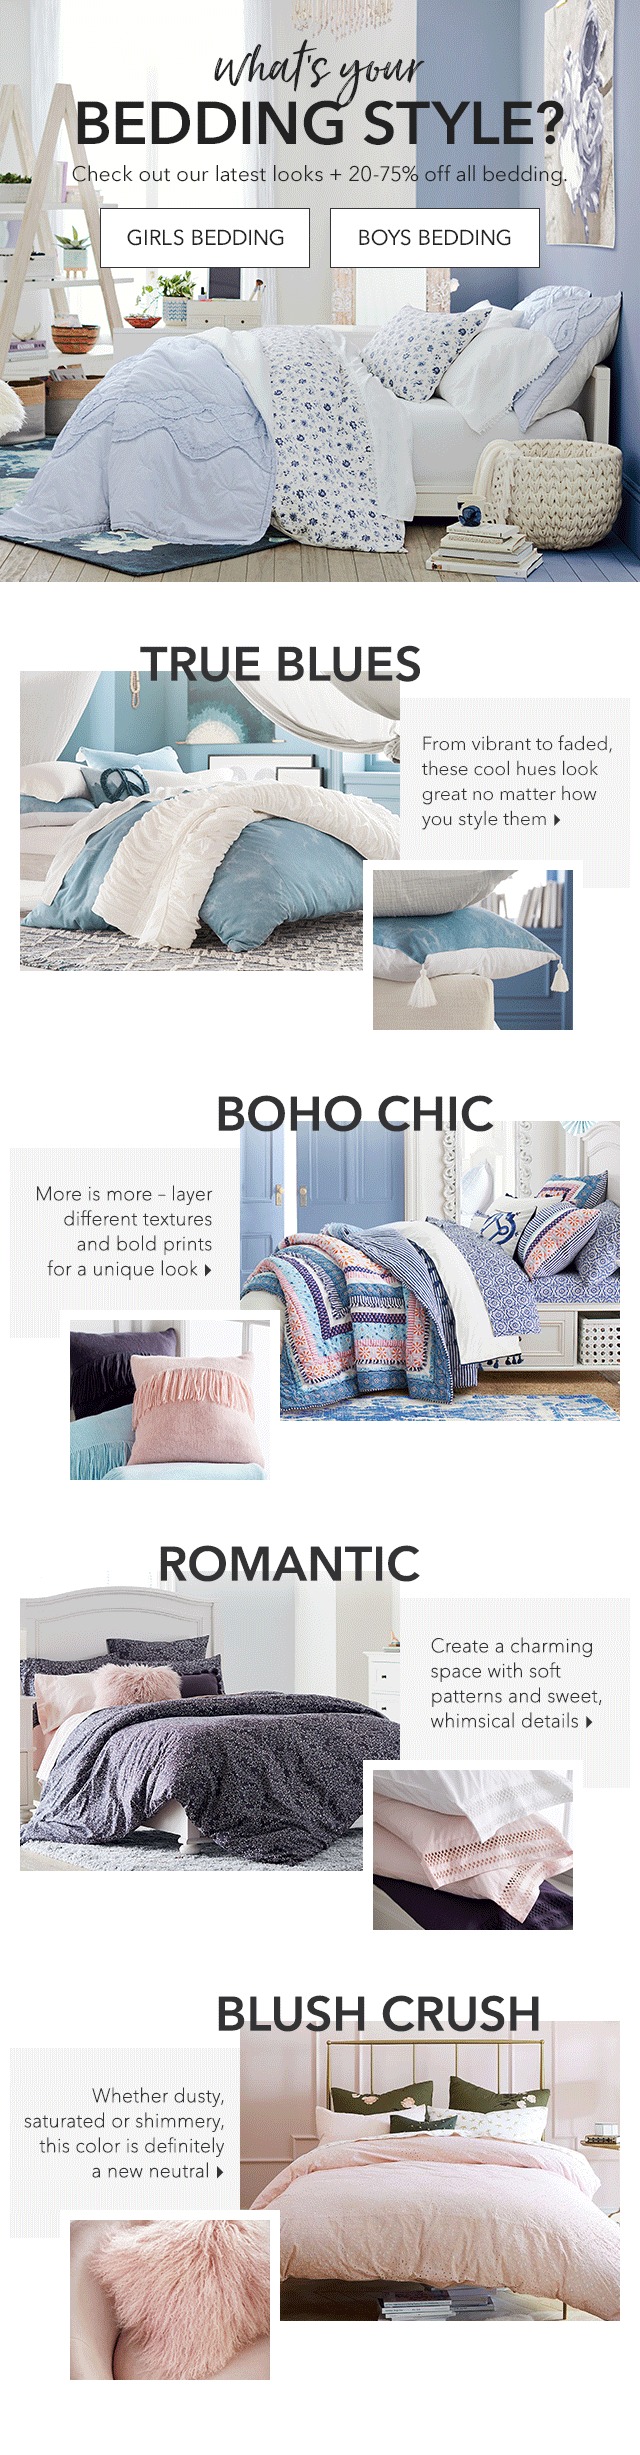 what's your
BEDDING STYLE?
Check out our latest looks + 20-75% off all bedding.
GIRLS BEDDING
BOYS BEDDING
TRUE BLUES
From vibrant to faded,
these cool hues look
great no matter how
you style them
BOHO CHIC
More is more – layer
different textures
and bold prints
for a unique look
ROMANTIC
Create a charming
space with soft
patterns and sweet,
whimsical details
BLUSH CRUSH
Whether dusty,
saturated or shimmery,
this color is definitely
a new neutral